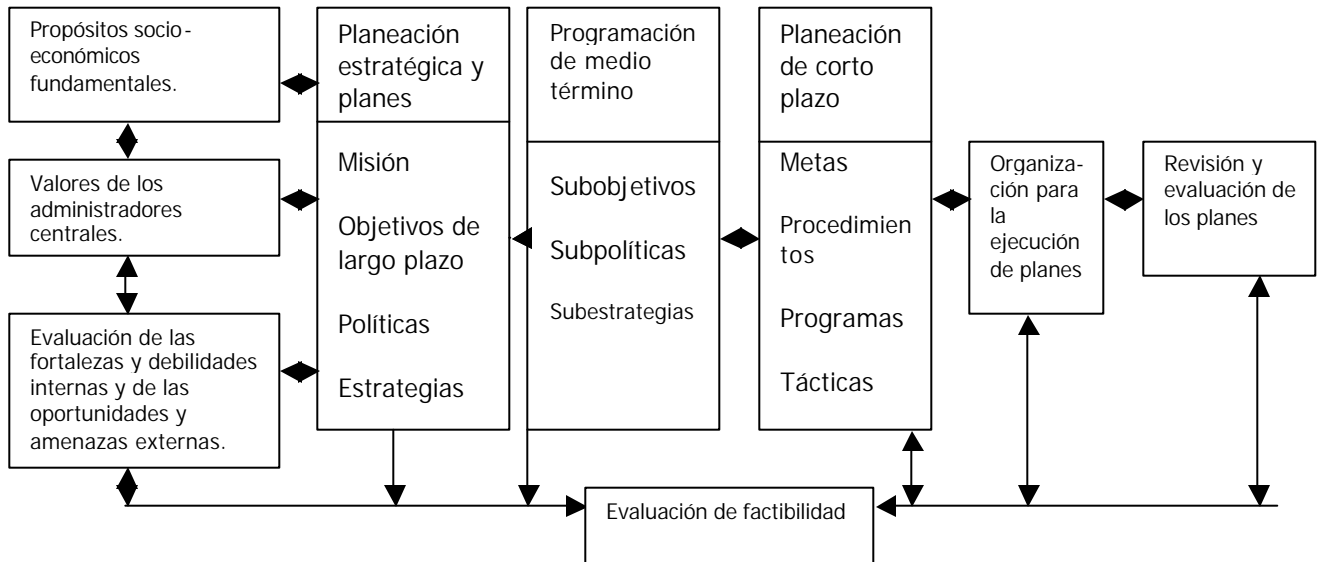 Propósitos socio-
económicos
fundamentales.
Valores de los
administradores
centrales.
Evaluación de las
fortalezas y debilidades
internas y de las
oportunidades y
amenazas externas.
Planeación
estratégica y
planes
Misión
Objetivos de
largo plazo
Políticas
Estrategias
Programación
de medio
término
Subobjetivos
Subpolíticas
Subestrategias
Planeación
de corto
plazo
Metas
Procedimien
tos
Programas
Tácticas
Organiza-
ción para
la
ejecución
de planes
Revisión y
evaluación de
los planes
Evaluación de factibilidad